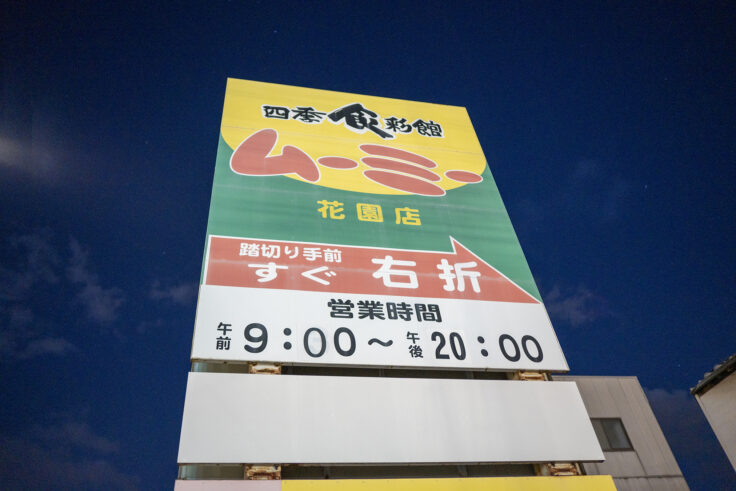 四季食彩館
ムーミー
花園店
踏切り手前
すぐ 右折
営業時間
午前 9:00〜午後 20:00